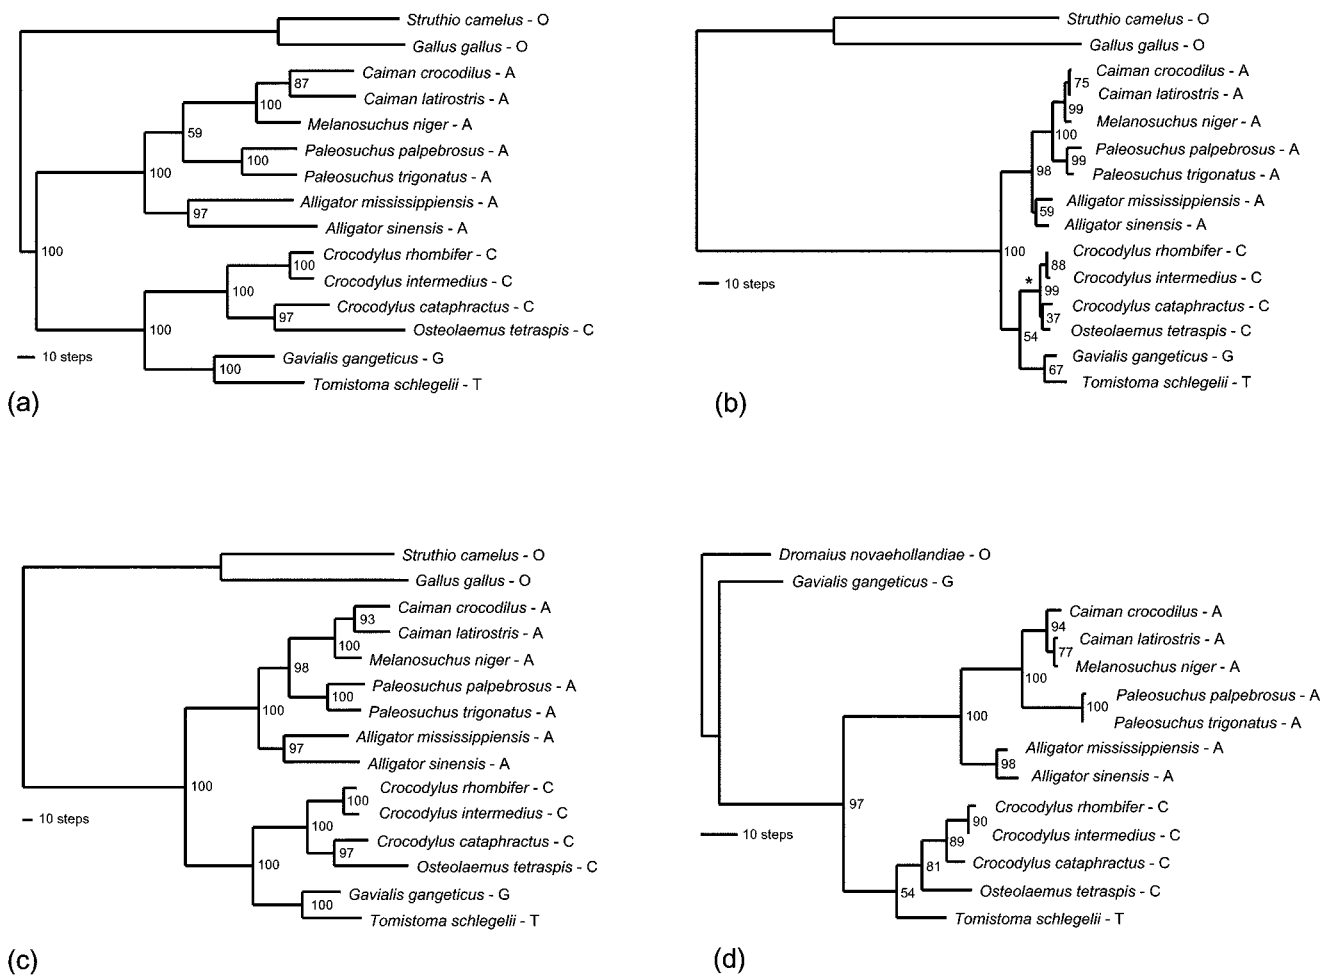 Struthio camelus - O
Gallus gallus - O
Caiman crocodilus - A
87
Caiman latirostris - A
100
Melanosuchus niger - A
59
Paleosuchus palpebrosus - A
100
Paleosuchus trigonatus - A
100
Alligator mississippiensis - A
97
Alligator sinensis - A
100
Crocodylus rhombifer - C
100
Crocodylus intermedius - C
100
Crocodylus cataphractus - C
97
Osteolaemus tetraspis - C
100
Gavialis gangeticus - G
100
Tomistoma schlegelii - T
10 steps
(a)
Struthio camelus - O
Gallus gallus - O
Caiman crocodilus - A
75
Caiman latirostris - A
99
Melanosuchus niger - A
100
Paleosuchus palpebrosus - A
99
Paleosuchus trigonatus - A
98
Alligator mississippiensis - A
59
Alligator sinensis - A
100
Crocodylus rhombifer - C
88
Crocodylus intermedius - C
*
99
Crocodylus cataphractus - C
37
Osteolaemus tetraspis - C
54
Gavialis gangeticus - G
67
Tomistoma schlegelii - T
10 steps
(b)
Struthio camelus - O
Gallus gallus - O
Caiman crocodilus - A
93
Caiman latirostris - A
100
Melanosuchus niger - A
98
Paleosuchus palpebrosus - A
100
Paleosuchus trigonatus - A
100
Alligator mississippiensis - A
97
Alligator sinensis - A
100
Crocodylus rhombifer - C
100
Crocodylus intermedius - C
100
Crocodylus cataphractus - C
97
Osteolaemus tetraspis - C
100
Gavialis gangeticus - G
100
Tomistoma schlegelii - T
10 steps
(c)
Dromaius novaehollandiae - O
Gavialis gangeticus - G
Caiman crocodilus - A
94
Caiman latirostris - A
77
Melanosuchus niger - A
100
Paleosuchus palpebrosus - A
100
Paleosuchus trigonatus - A
100
Alligator mississippiensis - A
98
Alligator sinensis - A
97
Crocodylus rhombifer - C
90
Crocodylus intermedius - C
89
Crocodylus cataphractus - C
81
Osteolaemus tetraspis - C
54
Tomistoma schlegelii - T
10 steps
(d)